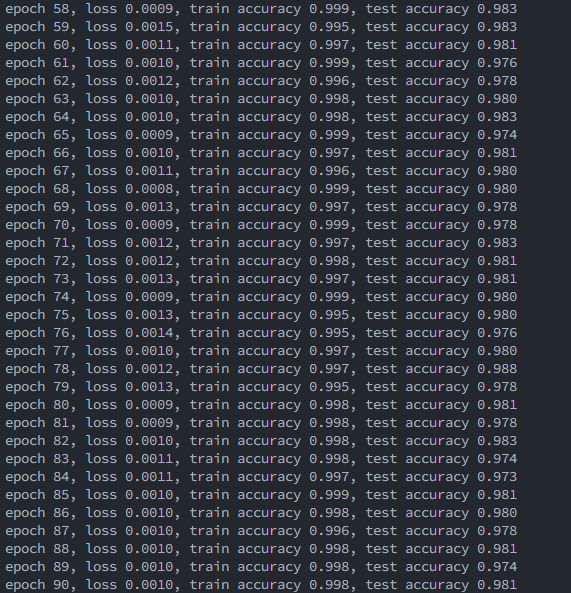 epoch 58, loss 0.0009, train accuracy 0.999, test accuracy 0.983
epoch 59, loss 0.0015, train accuracy 0.995, test accuracy 0.983
epoch 60, loss 0.0011, train accuracy 0.997, test accuracy 0.981
epoch 61, loss 0.0010, train accuracy 0.999, test accuracy 0.976
epoch 62, loss 0.0012, train accuracy 0.996, test accuracy 0.978
epoch 63, loss 0.0010, train accuracy 0.998, test accuracy 0.980
epoch 64, loss 0.0010, train accuracy 0.998, test accuracy 0.983
epoch 65, loss 0.0009, train accuracy 0.999, test accuracy 0.974
epoch 66, loss 0.0010, train accuracy 0.997, test accuracy 0.981
epoch 67, loss 0.0011, train accuracy 0.996, test accuracy 0.980
epoch 68, loss 0.0008, train accuracy 0.999, test accuracy 0.980
epoch 69, loss 0.0013, train accuracy 0.997, test accuracy 0.978
epoch 70, loss 0.0009, train accuracy 0.999, test accuracy 0.978
epoch 71, loss 0.0012, train accuracy 0.997, test accuracy 0.983
epoch 72, loss 0.0012, train accuracy 0.998, test accuracy 0.981
epoch 73, loss 0.0013, train accuracy 0.997, test accuracy 0.981
epoch 74, loss 0.0009, train accuracy 0.999, test accuracy 0.980
epoch 75, loss 0.0013, train accuracy 0.995, test accuracy 0.980
epoch 76, loss 0.0014, train accuracy 0.995, test accuracy 0.976
epoch 77, loss 0.0010, train accuracy 0.997, test accuracy 0.980
epoch 78, loss 0.0012, train accuracy 0.997, test accuracy 0.988
epoch 79, loss 0.0013, train accuracy 0.995, test accuracy 0.978
epoch 80, loss 0.0009, train accuracy 0.998, test accuracy 0.981
epoch 81, loss 0.0009, train accuracy 0.998, test accuracy 0.978
epoch 82, loss 0.0010, train accuracy 0.998, test accuracy 0.983
epoch 83, loss 0.0011, train accuracy 0.998, test accuracy 0.974
epoch 84, loss 0.0011, train accuracy 0.997, test accuracy 0.973
epoch 85, loss 0.0010, train accuracy 0.999, test accuracy 0.981
epoch 86, loss 0.0010, train accuracy 0.998, test accuracy 0.980
epoch 87, loss 0.0010, train accuracy 0.996, test accuracy 0.978
epoch 88, loss 0.0010, train accuracy 0.998, test accuracy 0.981
epoch 89, loss 0.0010, train accuracy 0.998, test accuracy 0.974
epoch 90, loss 0.0010, train accuracy 0.998, test accuracy 0.981